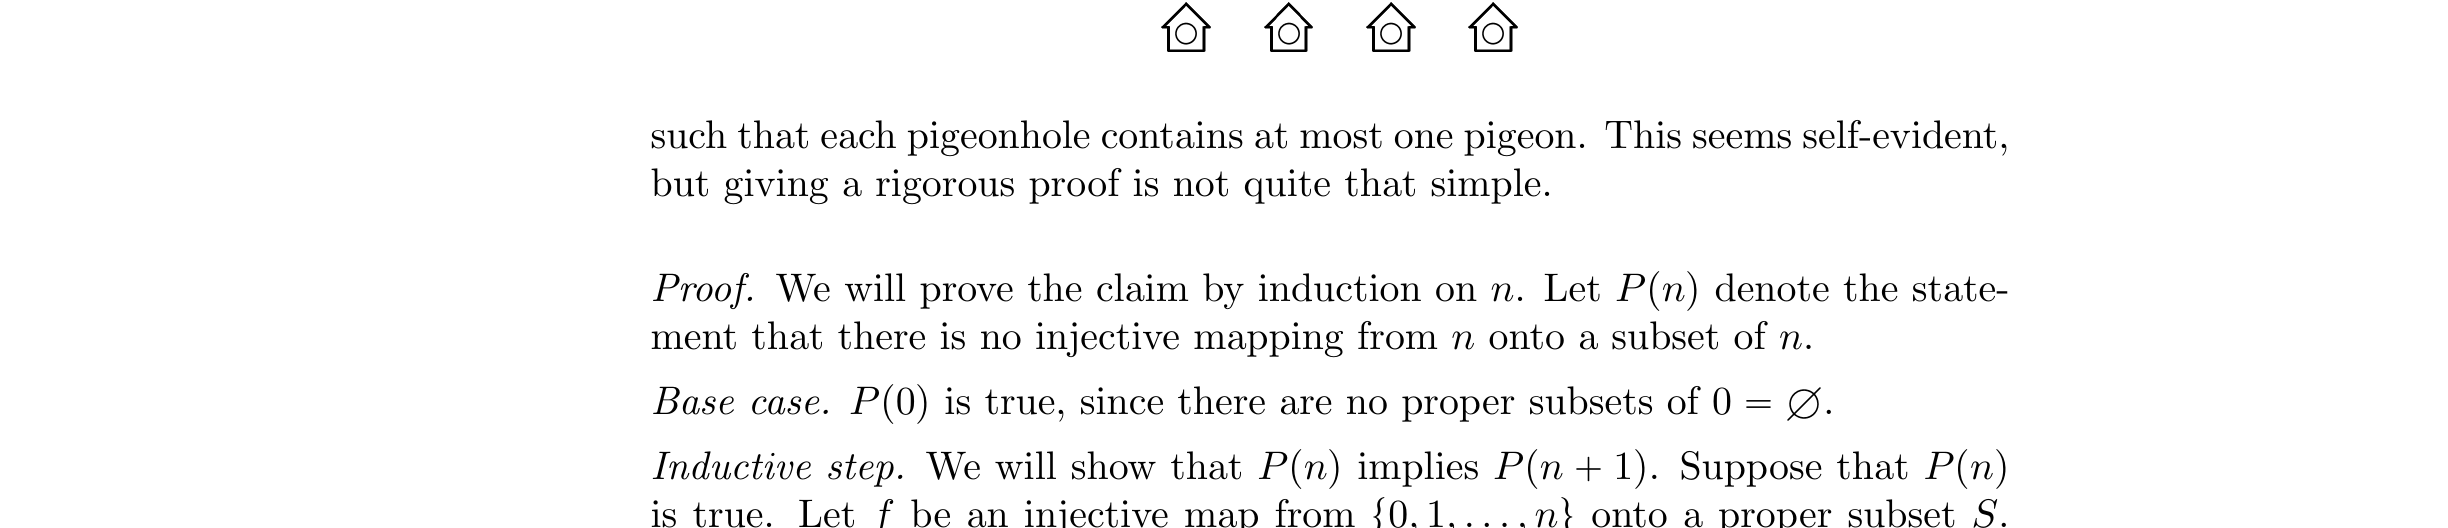 such that each pigeonhole contains at most one pigeon. This seems self-evident,
but giving a rigorous proof is not quite that simple.
Proof. We will prove the claim by induction on n. Let P(n) denote the state-
ment that there is no injective mapping from n onto a subset of n.
Base case. P(0) is true, since there are no proper subsets of 0 = ∅.
Inductive step. We will show that P(n) implies P(n + 1). Suppose that P(n)
is true. Let f be an injective map from {0, 1, . . . , n} onto a proper subset S.